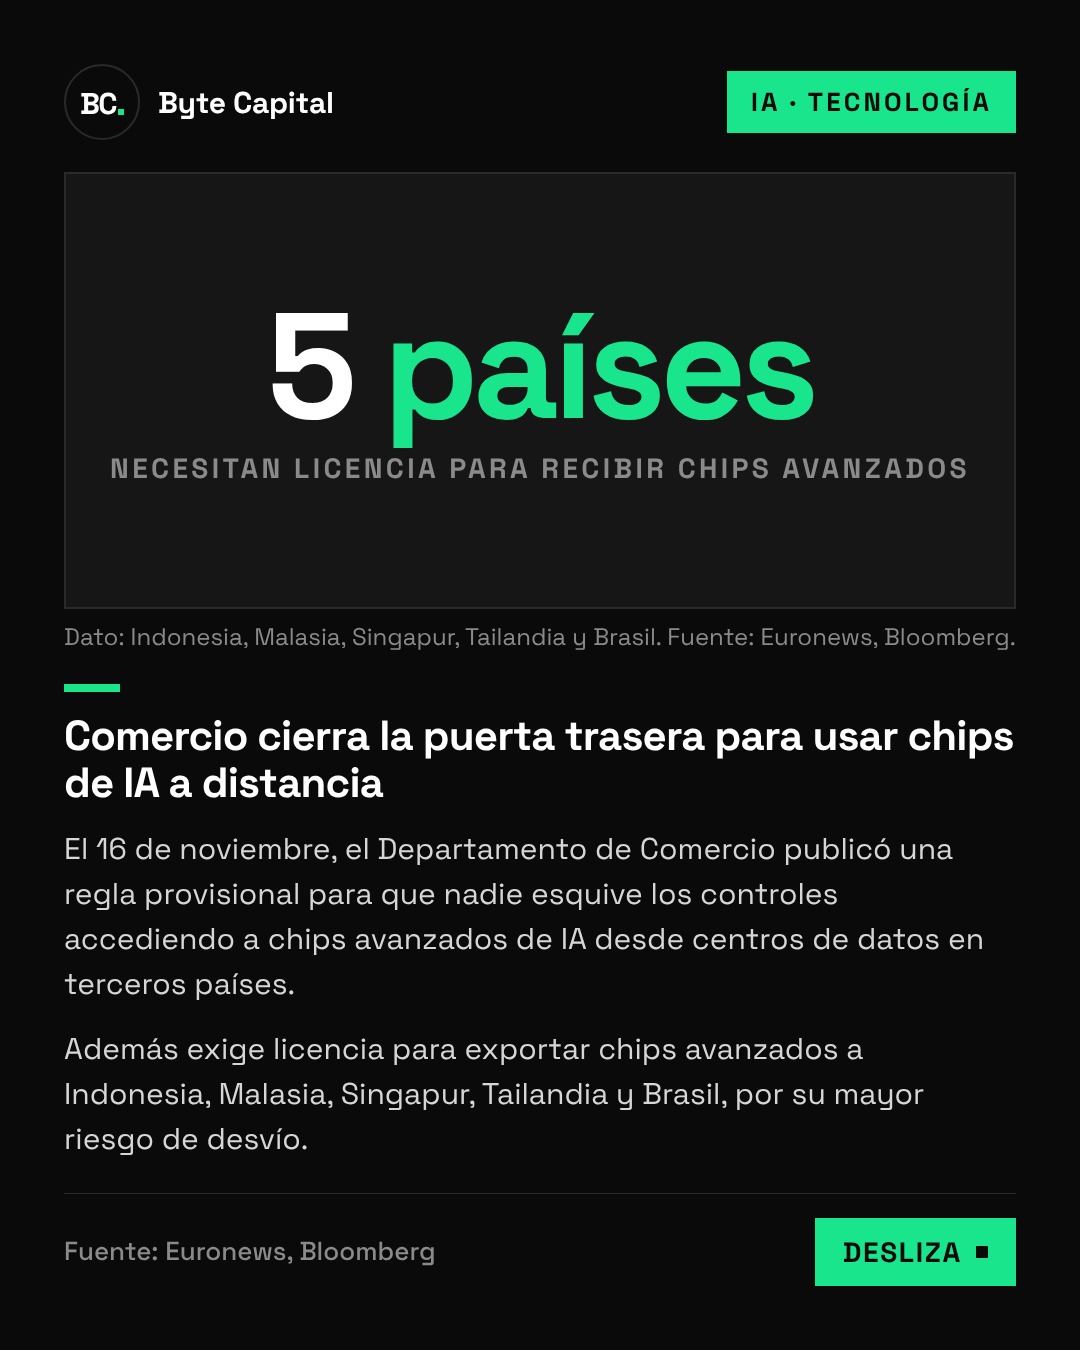 BC.
Byte Capital
IA · TECNOLOGÍA
5 países
NECESITAN LICENCIA PARA RECIBIR CHIPS AVANZADOS
Dato: Indonesia, Malasia, Singapur, Tailandia y Brasil. Fuente: Euronews, Bloomberg.
Comercio cierra la puerta trasera para usar chips
de IA a distancia
El 16 de noviembre, el Departamento de Comercio publicó una
regla provisional para que nadie esquive los controles
accediendo a chips avanzados de IA desde centros de datos en
terceros países.
Además exige licencia para exportar chips avanzados a
Indonesia, Malasia, Singapur, Tailandia y Brasil, por su mayor
riesgo de desvío.
Fuente: Euronews, Bloomberg
DESLIZA